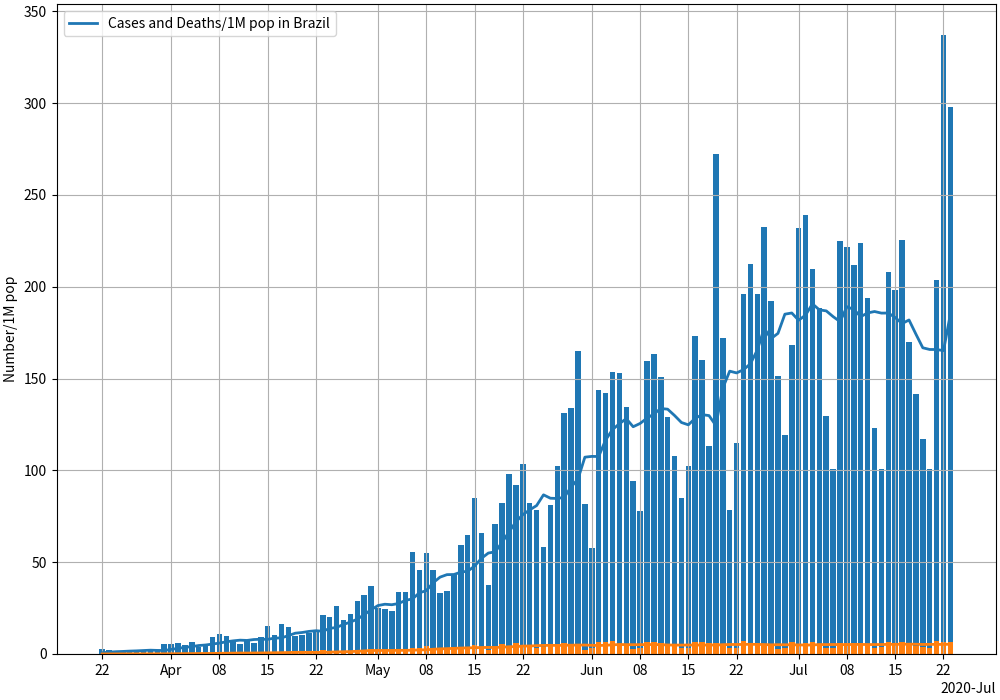 Cases and Deaths/1M pop in Brazil
Number/1M pop
350
300
250
200
150
100
50
0
22 Apr 08 15 22 May 08 15 22 Jun 08 15 22 Jul 08 15 22
2020-Jul